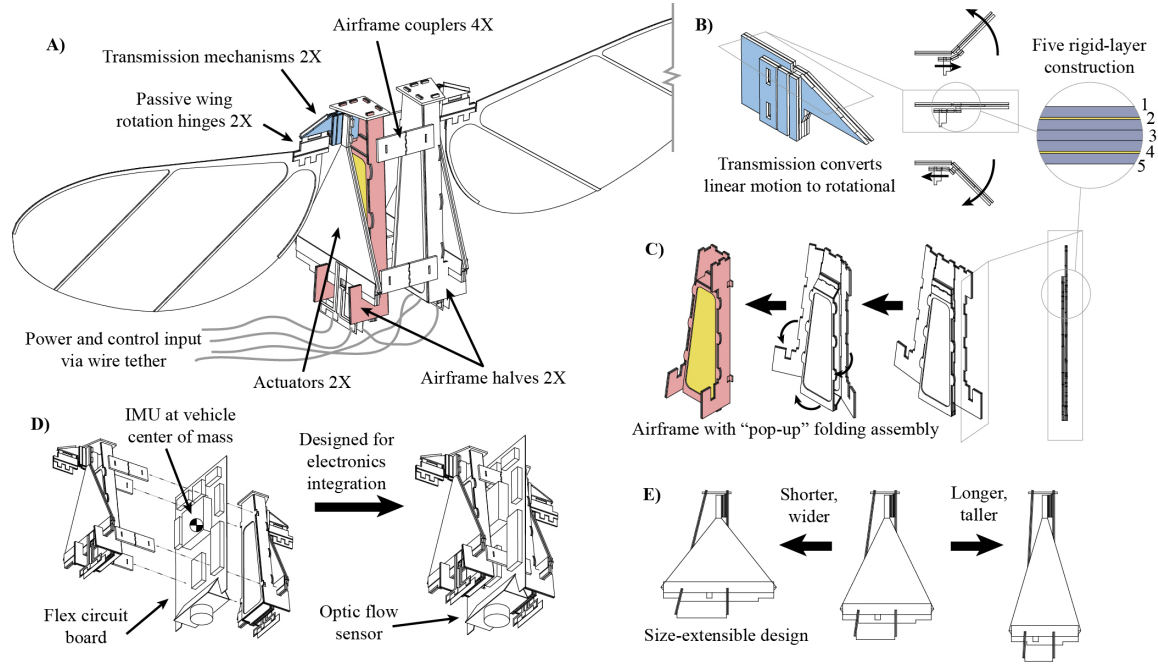 A)
Airframe couplers 4X
Transmission mechanisms 2X
Passive wing
rotation hinges 2X
Power and control input
via wire tether
Actuators 2X
Airframe halves 2X
B)
Five rigid-layer
construction
1
2
3
4
5
Transmission converts
linear motion to rotational
C)
Airframe with “pop-up” folding assembly
D)
IMU at vehicle
center of mass
Designed for
electronics
integration
Flex circuit
board
Optic flow
sensor
E)
Shorter,
wider
Longer,
taller
Size-extensible design